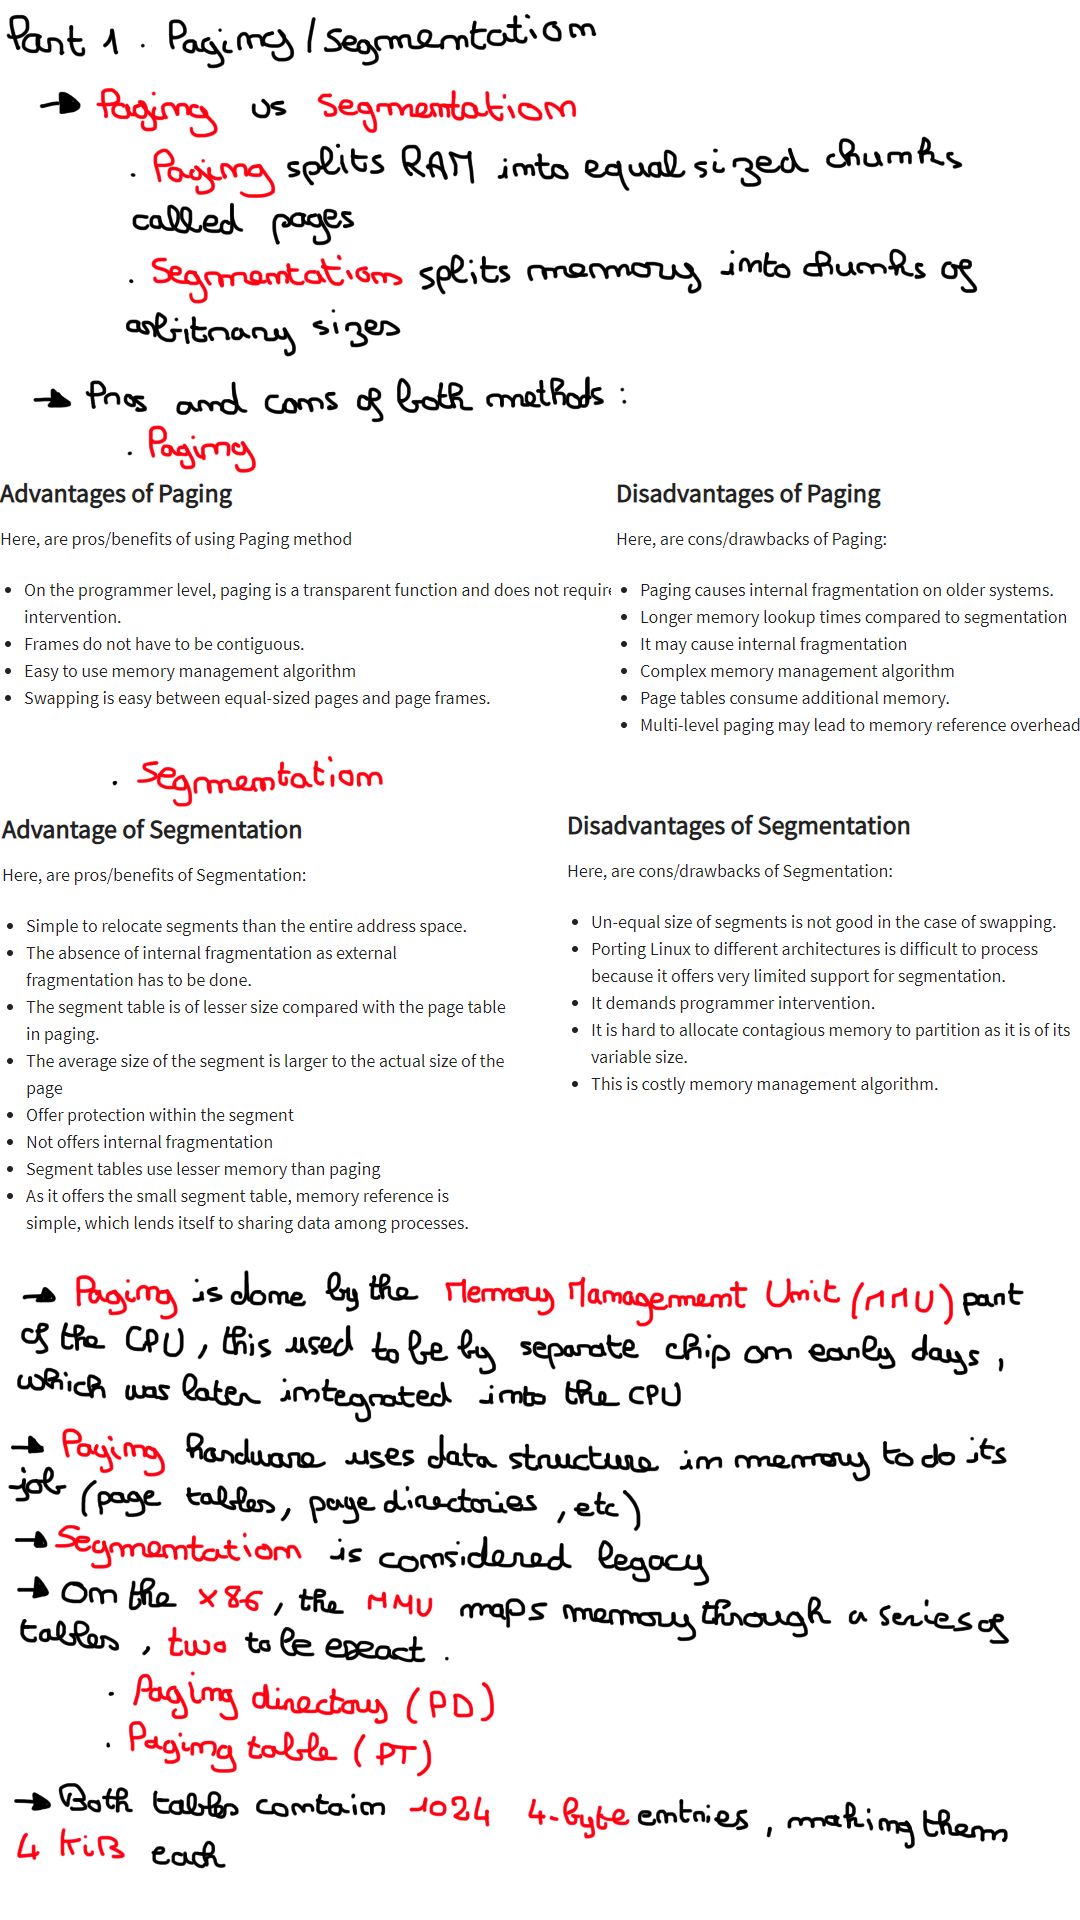 Part 1 . Paging / segmentation
→ Paging vs segmentation
. Paging splits RAM into equal sized chunks
called pages
. Segmentation splits memory into chunks of
arbitrary sizes
→ Pros and cons of both methods :
. Paging
Advantages of Paging
Here, are pros/benefits of using Paging method
• On the programmer level, paging is a transparent function and does not require
intervention.
• Frames do not have to be contiguous.
• Easy to use memory management algorithm
• Swapping is easy between equal-sized pages and page frames.
Disadvantages of Paging
Here, are cons/drawbacks of Paging:
• Paging causes internal fragmentation on older systems.
• Longer memory lookup times compared to segmentation
• It may cause internal fragmentation
• Complex memory management algorithm
• Page tables consume additional memory.
• Multi-level paging may lead to memory reference overhead
. Segmentation
Advantage of Segmentation
Here, are pros/benefits of Segmentation:
• Simple to relocate segments than the entire address space.
• The absence of internal fragmentation as external
fragmentation has to be done.
• The segment table is of lesser size compared with the page table
in paging.
• The average size of the segment is larger to the actual size of the
page
• Offer protection within the segment
• Not offers internal fragmentation
• Segment tables use lesser memory than paging
• As it offers the small segment table, memory reference is
simple, which lends itself to sharing data among processes.
Disadvantages of Segmentation
Here, are cons/drawbacks of Segmentation:
• Un-equal size of segments is not good in the case of swapping.
• Porting Linux to different architectures is difficult to process
because it offers very limited support for segmentation.
• It demands programmer intervention.
• It is hard to allocate contagious memory to partition as it is of its
variable size.
• This is costly memory management algorithm.
→ Paging is done by the Memory Management Unit (MMU) part
of the CPU , this used to be by separate chip on early days ,
which was later integrated into the CPU
→ Paging hardware uses data structure in memory to do its
job (page tables, page directories , etc)
→ Segmentation is considered legacy
→ On the x86 , the MMU maps memory through a series of
tables , two to be exact .
. Paging directory (PD)
. Paging table (PT)
→ Both tables contain 1024 4-byte entries , making them
4 KiB each